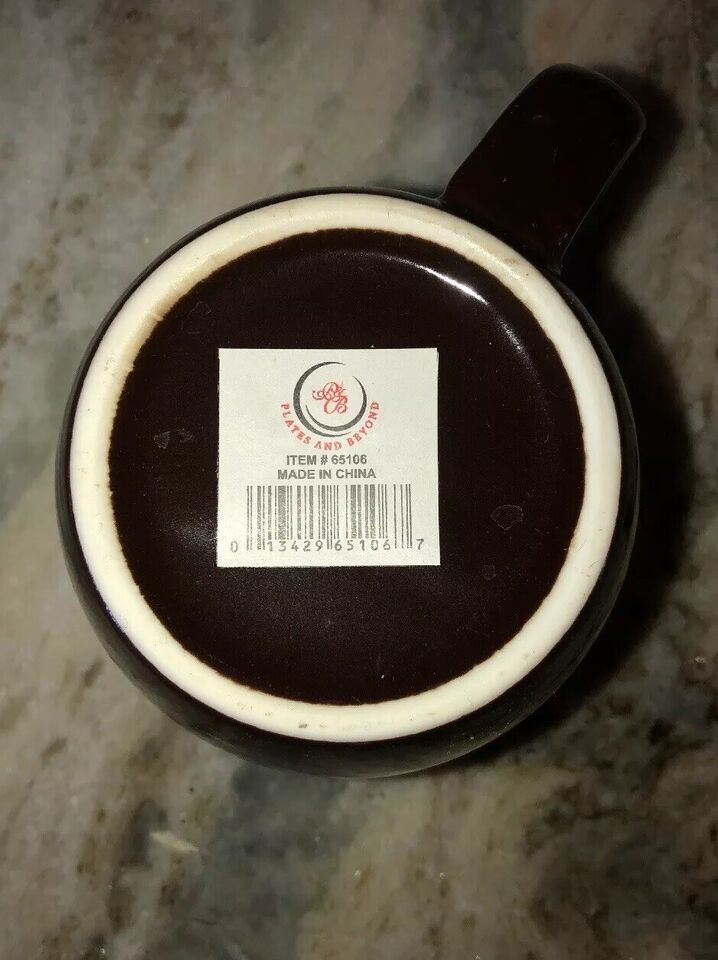 P&B
PLATES AND BEYOND
ITEM # 65106
MADE IN CHINA
0 13429 65106 7